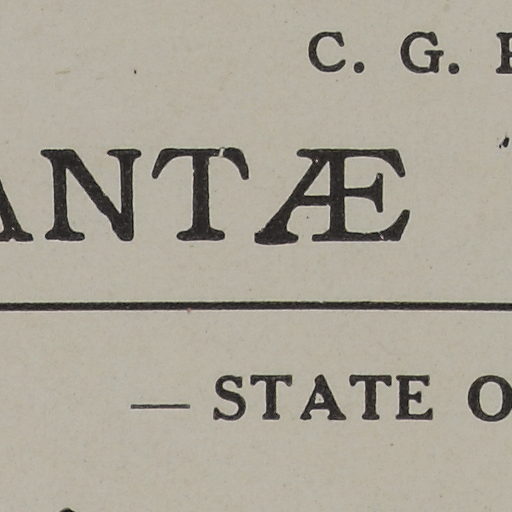 C. G.
ANTÆ
— STATE O